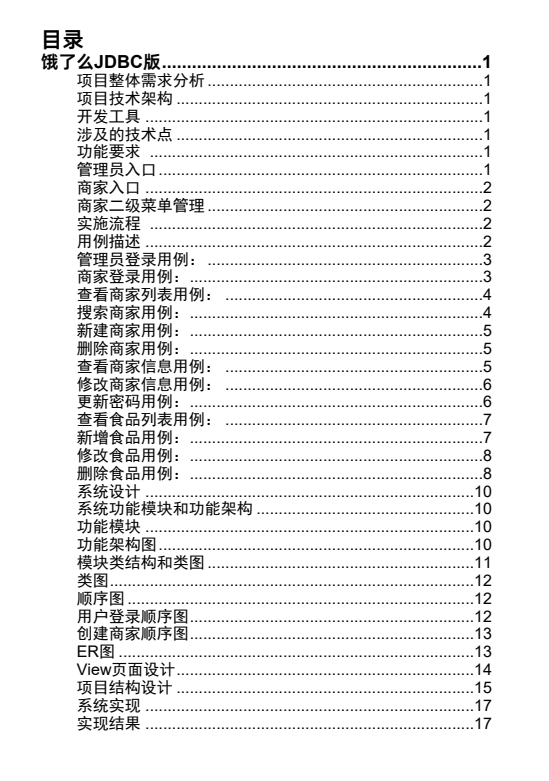 目录
饿了么JDBC版................................................................1
项目整体需求分析................................................................1
项目技术架构................................................................1
开发工具................................................................1
涉及的技术点................................................................1
功能要求................................................................1
管理员入口................................................................1
商家入口................................................................2
商家二级菜单管理................................................................2
实施流程................................................................2
用例描述................................................................2
管理员登录用例：................................................................3
商家登录用例：................................................................3
查看商家列表用例：................................................................4
搜索商家用例：................................................................4
新建商家用例：................................................................5
删除商家用例：................................................................5
查看商家信息用例：................................................................5
修改商家信息用例：................................................................6
更新密码用例：................................................................6
查看食品列表用例：................................................................7
新增食品用例：................................................................7
修改食品用例：................................................................8
删除食品用例：................................................................8
系统设计................................................................10
系统功能模块和功能架构................................................................10
功能模块................................................................10
功能架构图................................................................10
模块类结构和类图................................................................11
类图................................................................12
顺序图................................................................12
用户登录顺序图................................................................12
创建商家顺序图................................................................13
ER图................................................................13
View页面设计................................................................14
项目结构设计................................................................15
系统实现................................................................17
实现结果................................................................17